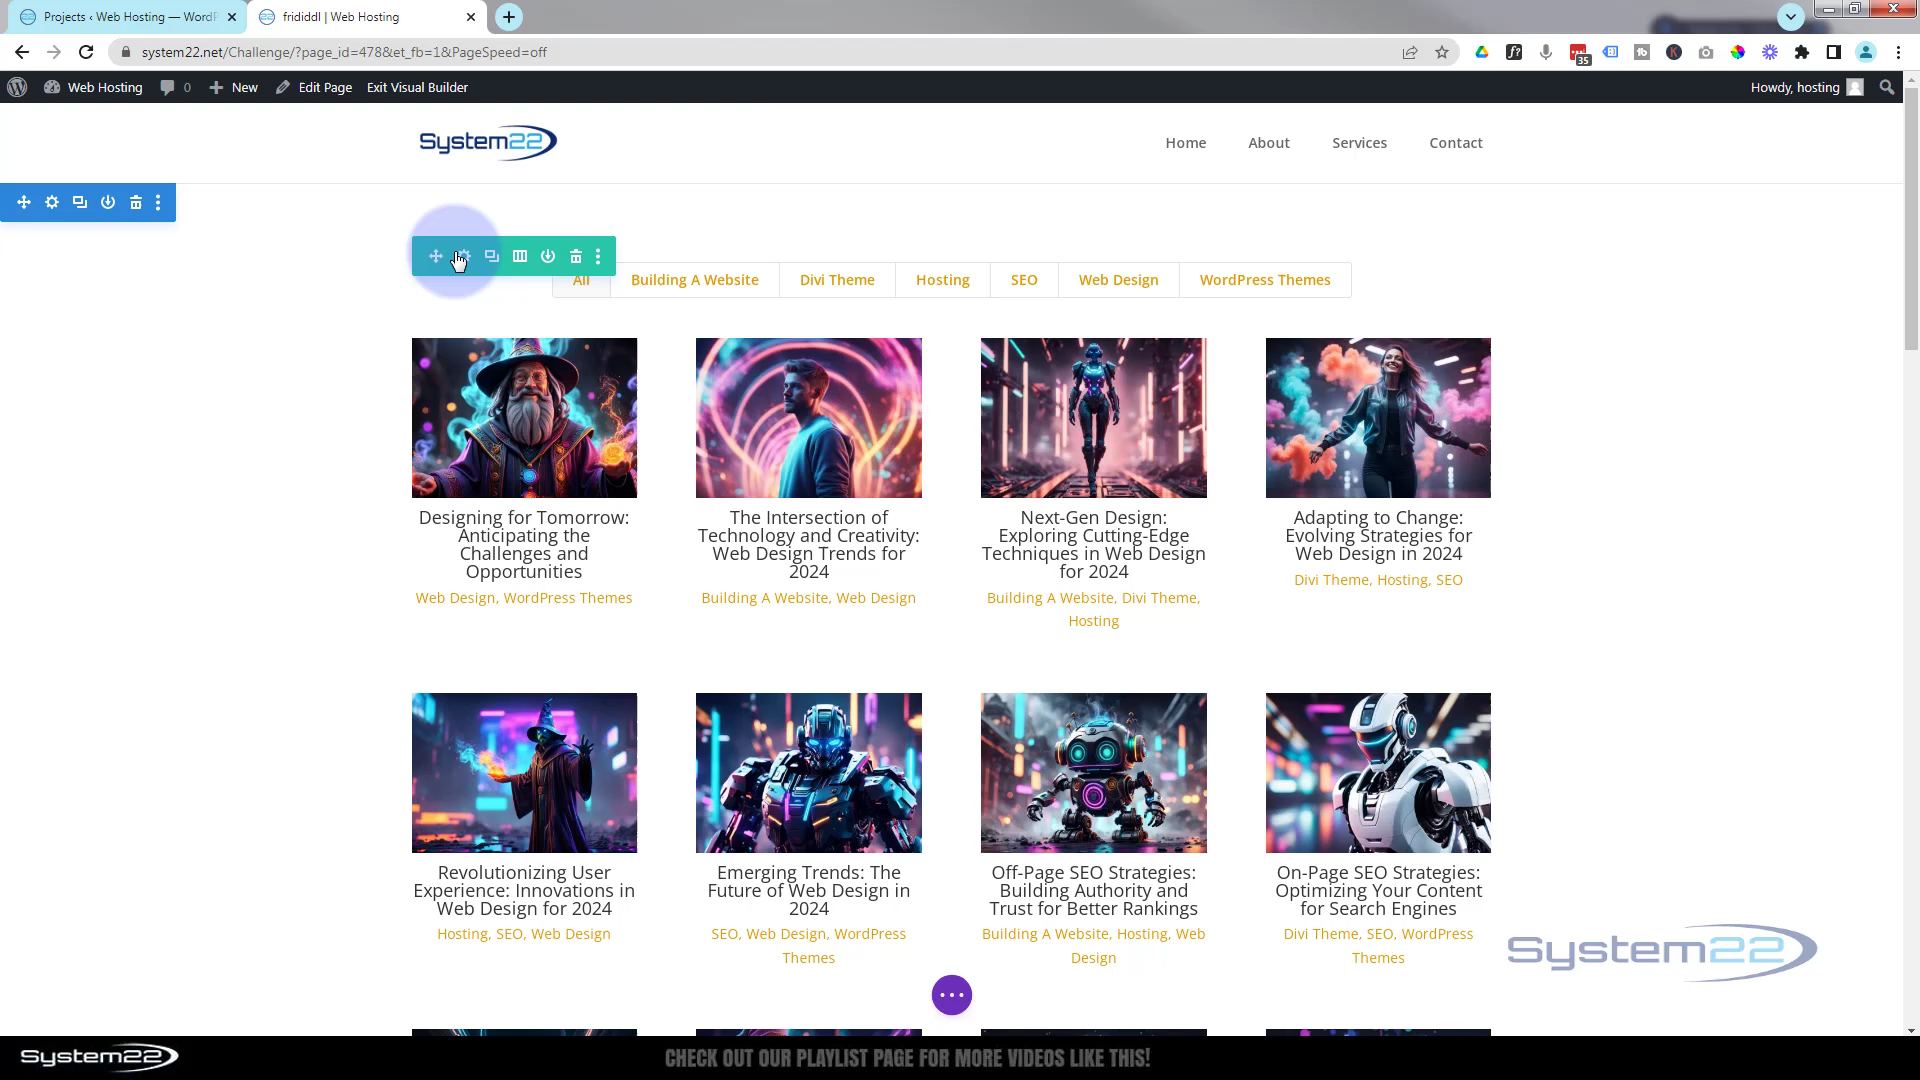 Projects ‹ Web Hosting — WordP
frididdl | Web Hosting
system22.net/Challenge/?page_id=478&et_fb=1&PageSpeed=off
35
Web Hosting
0
New
Edit Page
Exit Visual Builder
Howdy, hosting
System22
Home
About
Services
Contact
All
Building A Website
Divi Theme
Hosting
SEO
Web Design
WordPress Themes
Designing for Tomorrow:
Anticipating the
Challenges and
Opportunities
Web Design, WordPress Themes
The Intersection of
Technology and Creativity:
Web Design Trends for
2024
Building A Website, Web Design
Next-Gen Design:
Exploring Cutting-Edge
Techniques in Web Design
for 2024
Building A Website, Divi Theme,
Hosting
Adapting to Change:
Evolving Strategies for
Web Design in 2024
Divi Theme, Hosting, SEO
Revolutionizing User
Experience: Innovations in
Web Design for 2024
Hosting, SEO, Web Design
Emerging Trends: The
Future of Web Design in
2024
SEO, Web Design, WordPress
Themes
Off-Page SEO Strategies:
Building Authority and
Trust for Better Rankings
Building A Website, Hosting, Web
Design
On-Page SEO Strategies:
Optimizing Your Content
for Search Engines
Divi Theme, SEO, WordPress
Themes
System22
System22
CHECK OUT OUR PLAYLIST PAGE FOR MORE VIDEOS LIKE THIS!